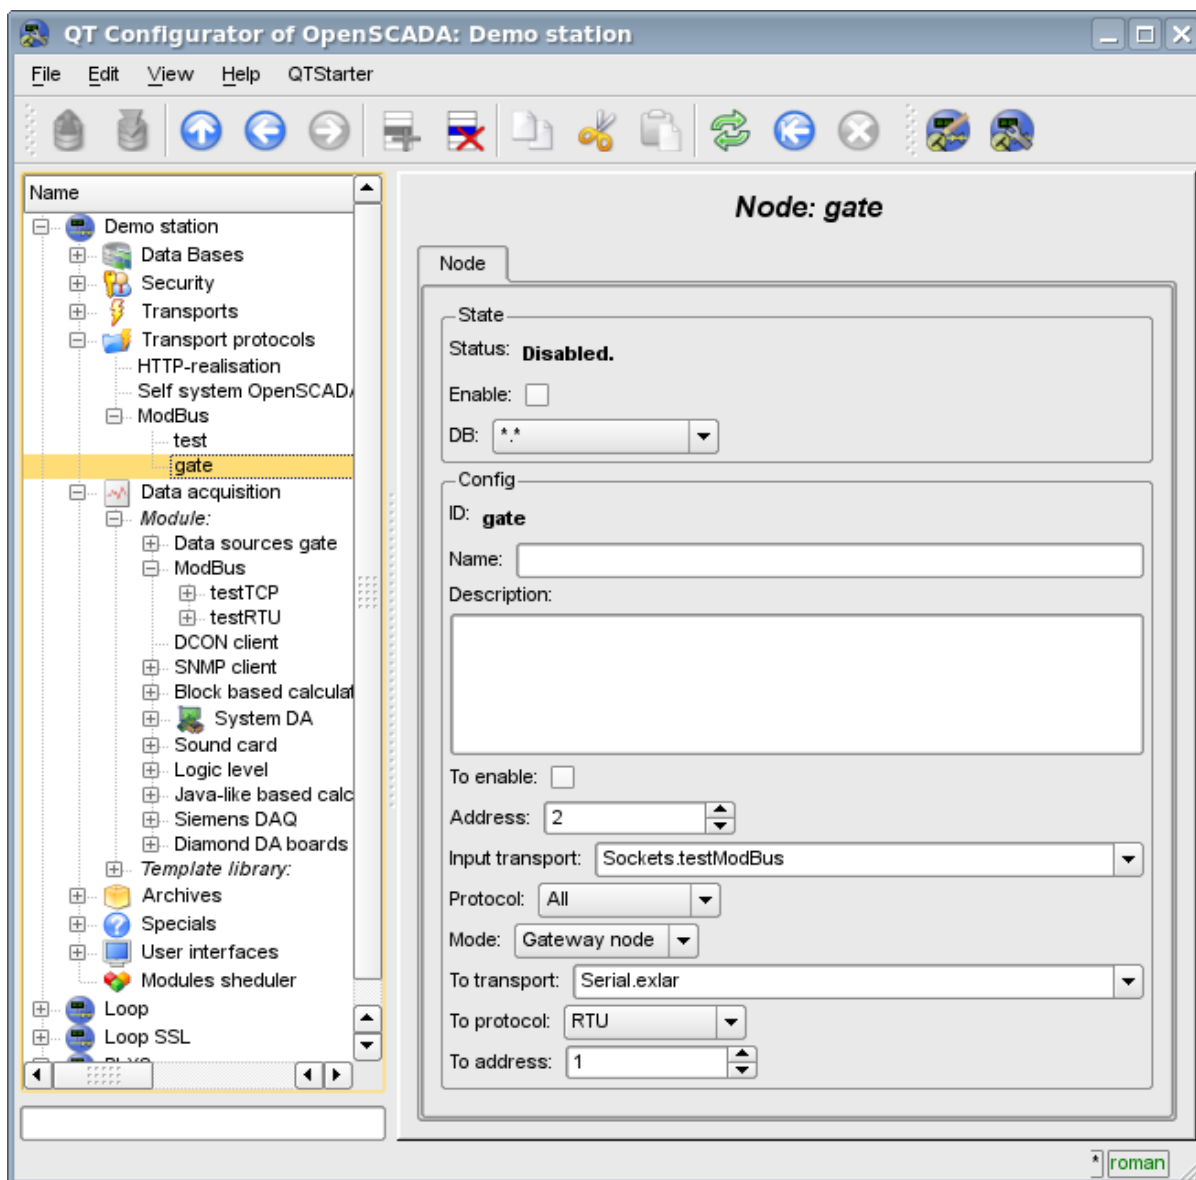 QT Configurator of OpenSCADA: Demo station
File Edit View Help QTStarter
Name
Demo station
Data Bases
Security
Transports
Transport protocols
HTTP-realisation
Self system OpenSCADA
ModBus
test
gate
Data acquisition
Module:
Data sources gate
ModBus
testTCP
testRTU
DCON client
SNMP client
Block based calculat
System DA
Sound card
Logic level
Java-like based calc
Siemens DAQ
Diamond DA boards
Template library:
Archives
Specials
User interfaces
Modules sheduler
Loop
Loop SSL
Node: gate
Node
State
Status: Disabled.
Enable:
DB: *.*
Config
ID: gate
Name:
Description:
To enable:
Address: 2
Input transport: Sockets.testModBus
Protocol: All
Mode: Gateway node
To transport: Serial.exlar
To protocol: RTU
To address: 1
* roman